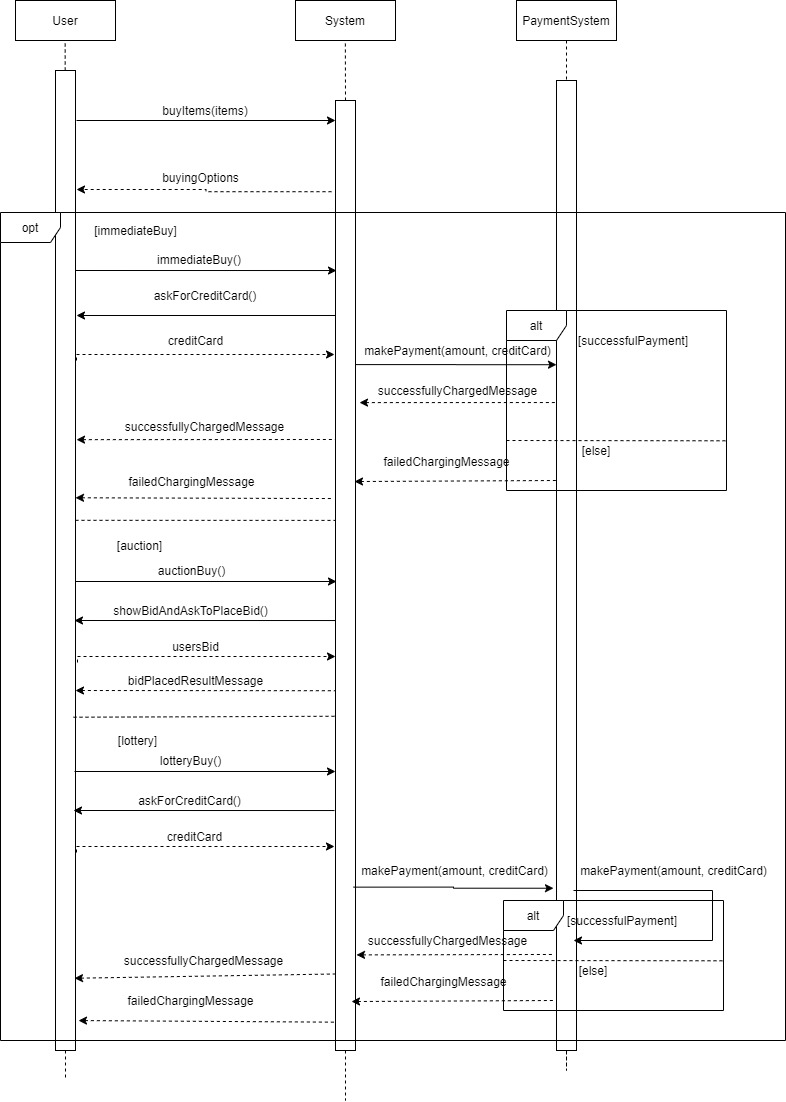 User
System
PaymentSystem
buyItems(items)
buyingOptions
opt
[immediateBuy]
immediateBuy()
askForCreditCard()
alt
[successfulPayment]
creditCard
makePayment(amount, creditCard)
successfullyChargedMessage
successfullyChargedMessage
[else]
failedChargingMessage
failedChargingMessage
[auction]
auctionBuy()
showBidAndAskToPlaceBid()
usersBid
bidPlacedResultMessage
[lottery]
lotteryBuy()
askForCreditCard()
creditCard
makePayment(amount, creditCard)
makePayment(amount, creditCard)
alt
[successfulPayment]
successfullyChargedMessage
successfullyChargedMessage
[else]
failedChargingMessage
failedChargingMessage